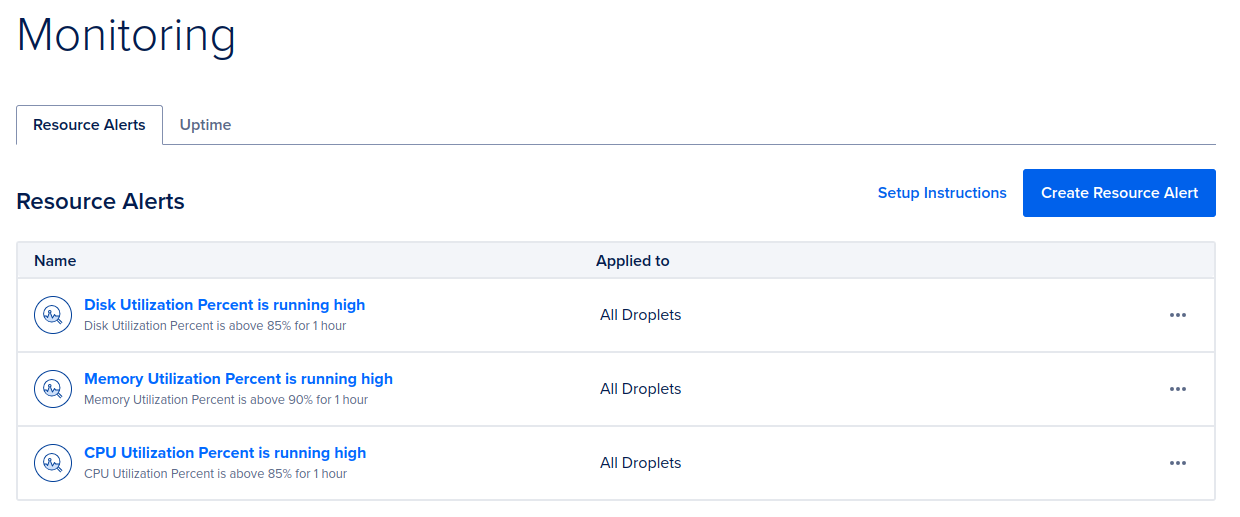 Monitoring
Resource Alerts
Uptime
Resource Alerts
Setup Instructions
Create Resource Alert
Name
Applied to
Disk Utilization Percent is running high
Disk Utilization Percent is above 85% for 1 hour
All Droplets
Memory Utilization Percent is running high
Memory Utilization Percent is above 90% for 1 hour
All Droplets
CPU Utilization Percent is running high
CPU Utilization Percent is above 85% for 1 hour
All Droplets